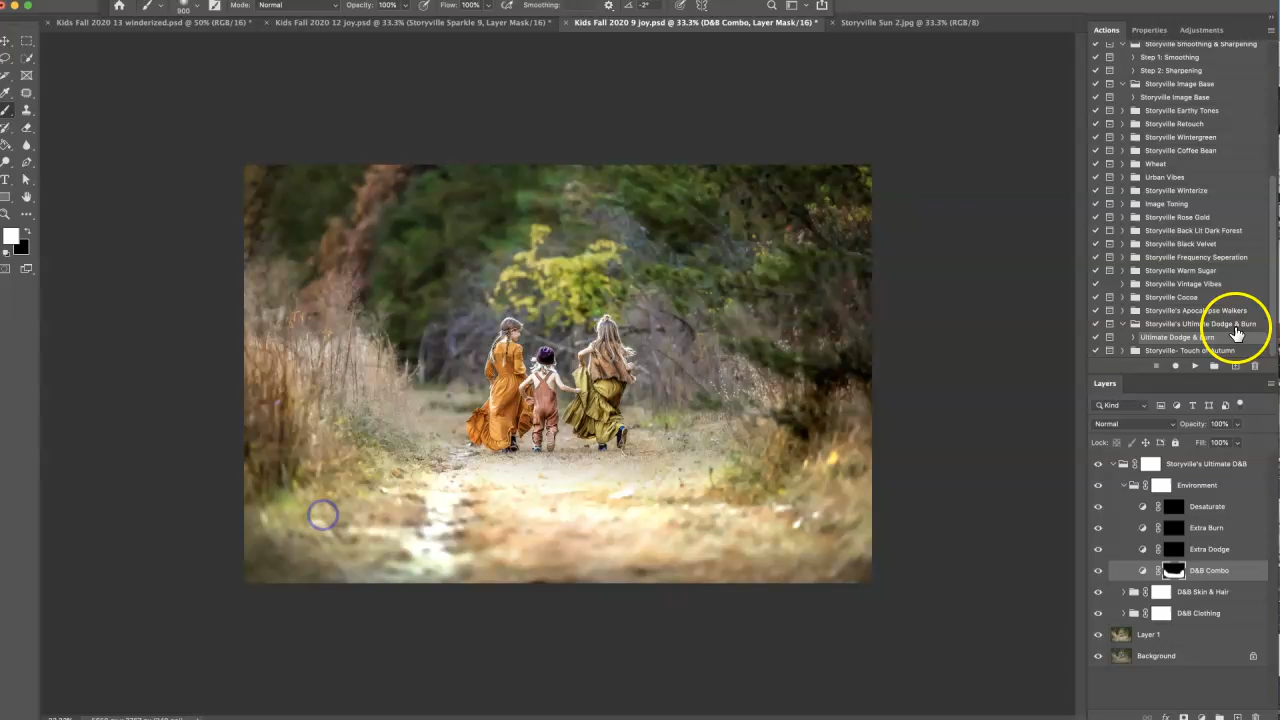 Mode: Normal Opacity: 100% Flow: 100% Smoothing: -2°
900
Kids Fall 2020 13 winderized.psd @ 50% (RGB/16) *
Kids Fall 2020 12 joy.psd @ 33.3% (Storyville Sparkle 9, Layer Mask/16) *
Kids Fall 2020 9 joy.psd @ 33.3% (D&B Combo, Layer Mask/16) *
Storyville Sun 2.jpg @ 33.3% (RGB/8)
Actions Properties Adjustments
Storyville Smoothing & Sharpening
Step 1: Smoothing
Step 2: Sharpening
Storyville Image Base
Storyville Image Base
Storyville Earthy Tones
Storyville Retouch
Storyville Wintergreen
Storyville Coffee Bean
Wheat
Urban Vibes
Storyville Winterize
Image Toning
Storyville Rose Gold
Storyville Back Lit Dark Forest
Storyville Black Velvet
Storyville Frequency Seperation
Storyville Warm Sugar
Storyville Vintage Vibes
Storyville Cocoa
Storyville's Apocalypse Walkers
Storyville's Ultimate Dodge & Burn
Ultimate Dodge & Burn
Storyville- Touch of Autumn
Layers
Kind
Normal Opacity: 100%
Lock: Fill: 100%
Storyville's Ultimate D&B
Environment
Desaturate
Extra Burn
Extra Dodge
D&B Combo
D&B Skin & Hair
D&B Clothing
Layer 1
Background